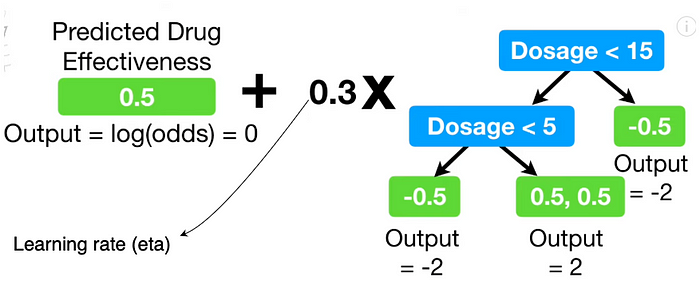 Predicted Drug
Effectiveness
0.5
Output = log(odds) = 0
+
0.3 X
Learning rate (eta)
Dosage < 15
Dosage < 5
-0.5
Output
= -2
-0.5
Output
= -2
0.5, 0.5
Output
= 2